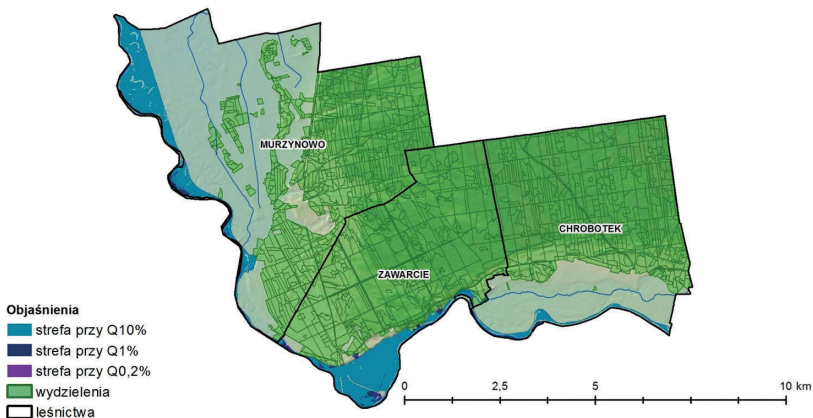 MURZYNOWO
CHROBOTEK
ZAWARCIE
Objaśnienia
strefa przy Q10%
strefa przy Q1%
strefa przy Q0,2%
wydzielenia
leśnictwa
0 2,5 5 10 km